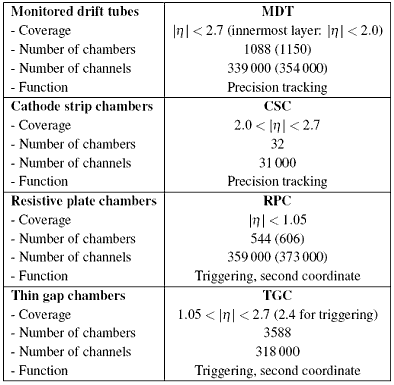 Monitored drift tubes MDT
- Coverage |η| < 2.7 (innermost layer: |η| < 2.0)
- Number of chambers 1088 (1150)
- Number of channels 339 000 (354 000)
- Function Precision tracking
Cathode strip chambers CSC
- Coverage 2.0 < |η| < 2.7
- Number of chambers 32
- Number of channels 31 000
- Function Precision tracking
Resistive plate chambers RPC
- Coverage |η| < 1.05
- Number of chambers 544 (606)
- Number of channels 359 000 (373 000)
- Function Triggering, second coordinate
Thin gap chambers TGC
- Coverage 1.05 < |η| < 2.7 (2.4 for triggering)
- Number of chambers 3588
- Number of channels 318 000
- Function Triggering, second coordinate